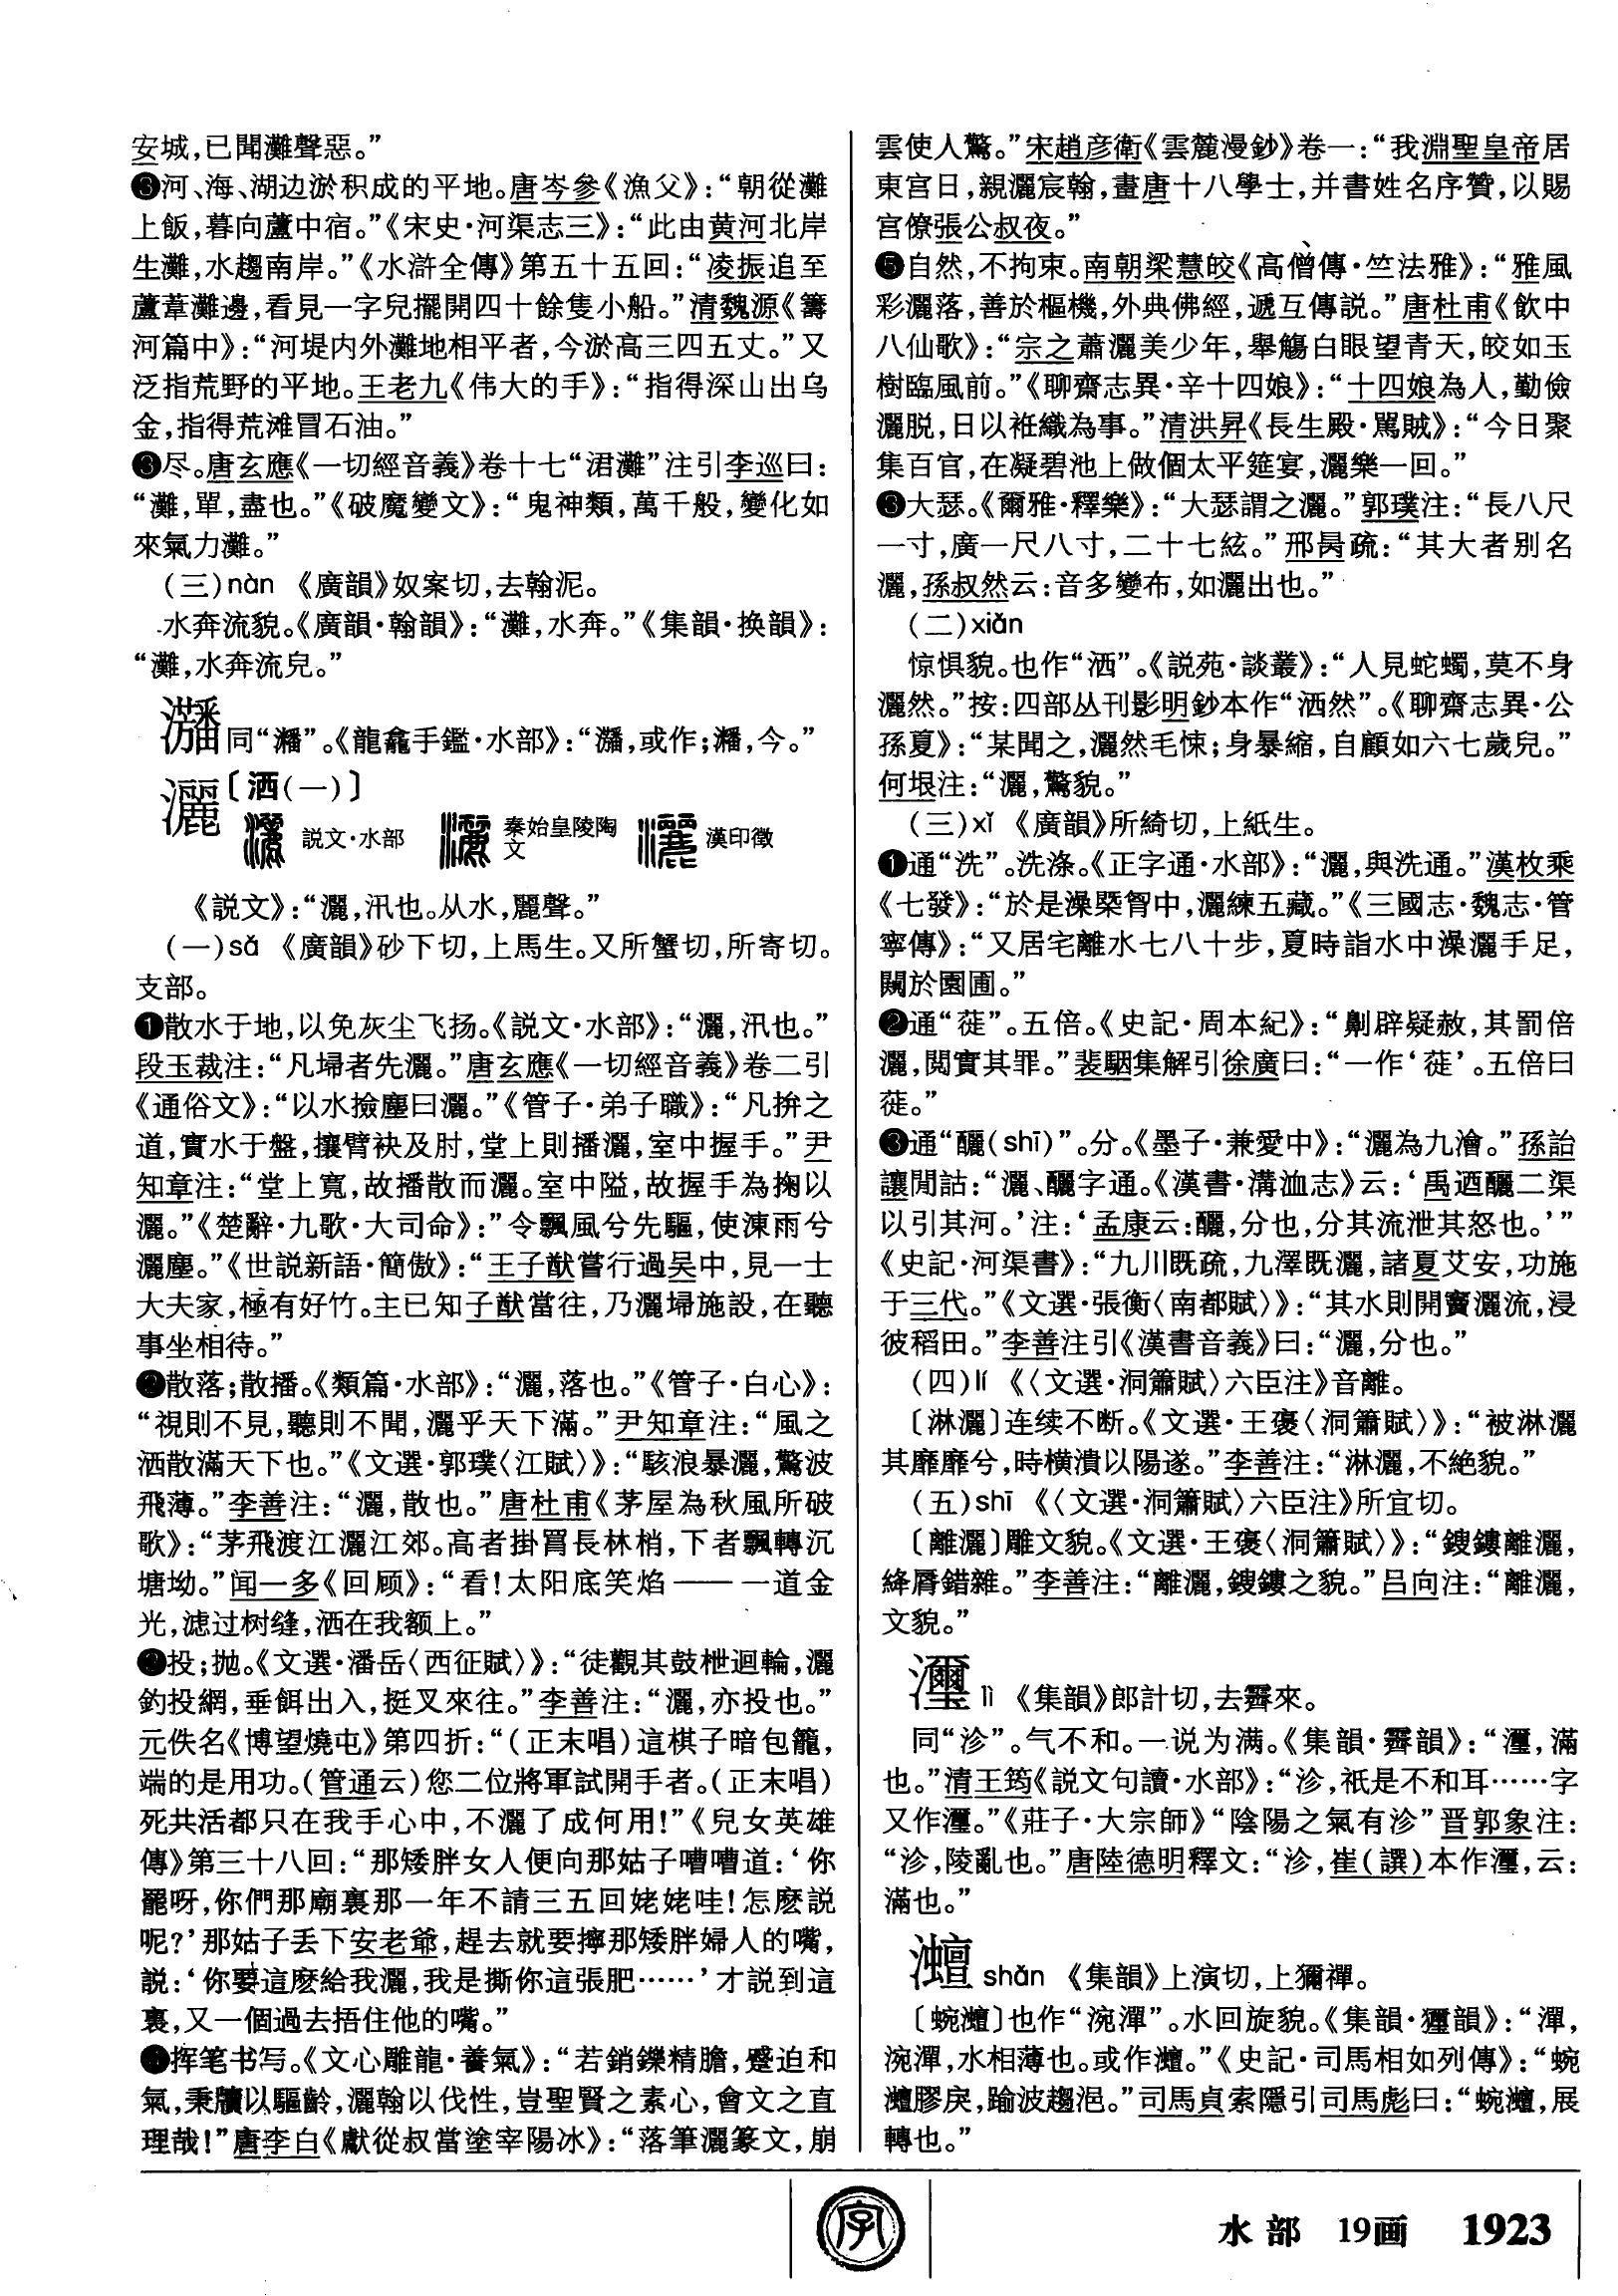 安城，已聞灘聲惡。”
❸河、海、湖边淤积成的平地。唐岑參《漁父》：“朝從灘
上飯，暮向蘆中宿。”《宋史·河渠志三》：“此由黄河北岸
生灘，水趨南岸。”《水滸全傳》第五十五回：“凌振追至
蘆葦灘邊，看見一字兒擺開四十餘隻小船。”清魏源《籌
河篇中》：“河堤内外灘地相平者，今淤高三四五丈。”又
泛指荒野的平地。王老九《伟大的手》：“指得深山出乌
金，指得荒滩冒石油。”
❸尽。唐玄應《一切經音義》卷十七“涒灘”注引李巡曰：
“灘，單，盡也。”《破魔變文》：“鬼神類，萬千般，變化如
來氣力灘。”
（三）nàn 《廣韻》奴案切，去翰泥。
水奔流貌。《廣韻·翰韻》：“灘，水奔。”《集韻·换韻》：
“灘，水奔流皃。”
同“潘”。《龍龕手鑑·水部》：“，或作；潘，今。”
灑〔洒（一）〕
説文·水部 秦始皇陵陶文 漢印徵
《説文》：“灑，汛也。从水，麗聲。”
（一）sǎ 《廣韻》砂下切，上馬生。又所蟹切，所寄切。
支部。
❶散水于地，以免灰尘飞扬。《説文·水部》：“灑，汛也。”
段玉裁注：“凡埽者先灑。”唐玄應《一切經音義》卷二引
《通俗文》：“以水撿塵曰灑。”《管子·弟子職》：“凡拚之
道，實水于盤，攘臂袂及肘，堂上則播灑，室中握手。”尹
知章注：“堂上寬，故播散而灑。室中隘，故握手為掬以
灑。”《楚辭·九歌·大司命》：”令飄風兮先驅，使涷雨兮
灑塵。”《世説新語·簡傲》：“王子猷嘗行過吴中，見一士
大夫家，極有好竹。主已知子猷當往，乃灑埽施設，在聽
事坐相待。”
❷散落；散播。《類篇·水部》：“灑，落也。”《管子·白心》：
“視則不見，聽則不聞，灑乎天下滿。”尹知章注：“風之
洒散滿天下也。”《文選·郭璞〈江賦〉》：“駭浪暴灑，驚波
飛薄。”李善注：“灑，散也。”唐杜甫《茅屋為秋風所破
歌》：“茅飛渡江灑江郊。高者掛罥長林梢，下者飄轉沉
塘坳。”闻一多《回顾》：“看！太阳底笑焰——一道金
光，滤过树缝，洒在我额上。”
❷投；抛。《文選·潘岳〈西征賦〉》：“徒觀其鼓枻迴輪，灑
釣投網，垂餌出入，挺叉來往。”李善注：“灑，亦投也。”
元佚名《博望燒屯》第四折：“（正末唱）這棋子暗包籠，
端的是用功。（管通云）您二位將軍試開手者。（正末唱）
死共活都只在我手心中，不灑了成何用！”《兒女英雄
傳》第三十八回：“那矮胖女人便向那姑子嘈嘈道：‘你
罷呀，你們那廟裏那一年不請三五回姥姥哇！怎麽説
呢？’那姑子丢下安老爺，趕去就要擰那矮胖婦人的嘴，
説：‘你要這麽給我灑，我是撕你這張肥……’才説到這
裏，又一個過去捂住他的嘴。”
❹挥笔书写。《文心雕龍·養氣》：“若銷鑠精膽，蹙迫和
氣，秉牘以驅齡，灑翰以伐性，豈聖賢之素心，會文之直
理哉！”唐李白《獻從叔當塗宰陽冰》：“落筆灑篆文，崩
雲使人驚。”宋趙彦衛《雲麓漫鈔》卷一：“我淵聖皇帝居
東宫日，親灑宸翰，畫唐十八學士，并書姓名序贊，以賜
宫僚張公叔夜。”
❺自然，不拘束。南朝梁慧皎《高僧傳·竺法雅》：“雅風
彩灑落，善於樞機，外典佛經，遞互傳説。”唐杜甫《飲中
八仙歌》：“宗之蕭灑美少年，舉觴白眼望青天，皎如玉
樹臨風前。”《聊齋志異·辛十四娘》：“十四娘為人，勤儉
灑脱，日以袵織為事。”清洪昇《長生殿·駡賊》：“今日聚
集百官，在凝碧池上做個太平筵宴，灑樂一回。”
❸大瑟。《爾雅·釋樂》：“大瑟謂之灑。”郭璞注：“長八尺
一寸，廣一尺八寸，二十七絃。”邢昺疏：“其大者别名
灑，孫叔然云：音多變布，如灑出也。”
（二）xiǎn
惊惧貌。也作“洒”。《説苑·談叢》：“人見蛇蠋，莫不身
灑然。”按：四部丛刊影明鈔本作“洒然”。《聊齋志異·公
孫夏》：“某聞之，灑然毛悚；身暴縮，自顧如六七歲兒。”
何垠注：“灑，驚貌。”
（三）xǐ 《廣韻》所綺切，上紙生。
❶通“洗”。洗涤。《正字通·水部》：“灑，與洗通。”漢枚乘
《七發》：“於是澡槩胷中，灑練五藏。”《三國志·魏志·管
寧傳》：“又居宅離水七八十步，夏時詣水中澡灑手足，
闚於園圃。”
❷通“蓰”。五倍。《史記·周本紀》：“劓辟疑赦，其罰倍
灑，閲實其罪。”裴駰集解引徐廣曰：“一作‘蓰’。五倍曰
蓰。”
❸通“釃（shī）”。分。《墨子·兼愛中》：“灑為九澮。”孫詒
讓閒詁：“灑、釃字通。《漢書·溝洫志》云：‘禹迺釃二渠
以引其河。’注：‘孟康云：釃，分也，分其流泄其怒也。’”
《史記·河渠書》：“九川既疏，九澤既灑，諸夏艾安，功施
于三代。”《文選·張衡〈南都賦〉》：“其水則開竇灑流，浸
彼稻田。”李善注引《漢書音義》曰：“灑，分也。”
（四）lí 《〈文選·洞簫賦〉六臣注》音離。
〔淋灑〕连续不断。《文選·王褒〈洞簫賦〉》：“被淋灑
其靡靡兮，時横潰以陽遂。”李善注：“淋灑，不絶貌。”
（五）shī 《〈文選·洞簫賦〉六臣注》所宜切。
〔離灑〕雕文貌。《文選·王褒〈洞簫賦〉》：“鎪鏤離灑，
絳脣錯雜。”李善注：“離灑，鎪鏤之貌。”吕向注：“離灑，
文貌。”
瓕 lì 《集韻》郎計切，去霽來。
同“沴”。气不和。一说为满。《集韻·霽韻》：“，滿
也。”清王筠《説文句讀·水部》：“沴，祇是不和耳……字
又作。”《莊子·大宗師》“陰陽之氣有沴”晋郭象注：
“沴，陵亂也。”唐陸德明釋文：“沴，崔（譔）本作，云：
滿也。”
shǎn 《集韻》上演切，上獮禪。
〔蜿灗〕也作“涴潬”。水回旋貌。《集韻·獮韻》：“潬，
涴潬，水相薄也。或作灗。”《史記·司馬相如列傳》：“蜿
灗膠戾，踰波趨浥。”司馬貞索隱引司馬彪曰：“蜿灗，展
轉也。”
字
水部 19画 1923